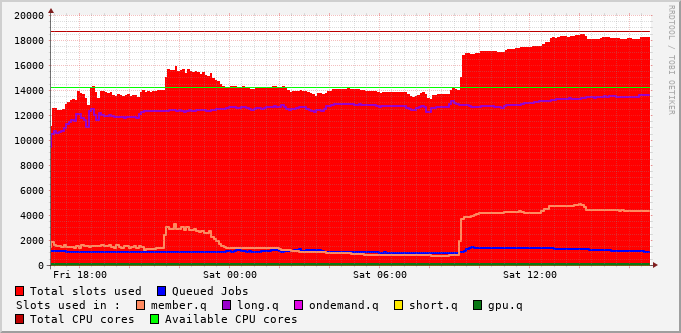 20000
18000
16000
14000
12000
10000
8000
6000
4000
2000
0
Fri 18:00 Sat 00:00 Sat 06:00 Sat 12:00
RRDTOOL / TOBI OETIKER
Total slots used Queued Jobs
Slots used in : member.q long.q ondemand.q short.q gpu.q
Total CPU cores Available CPU cores